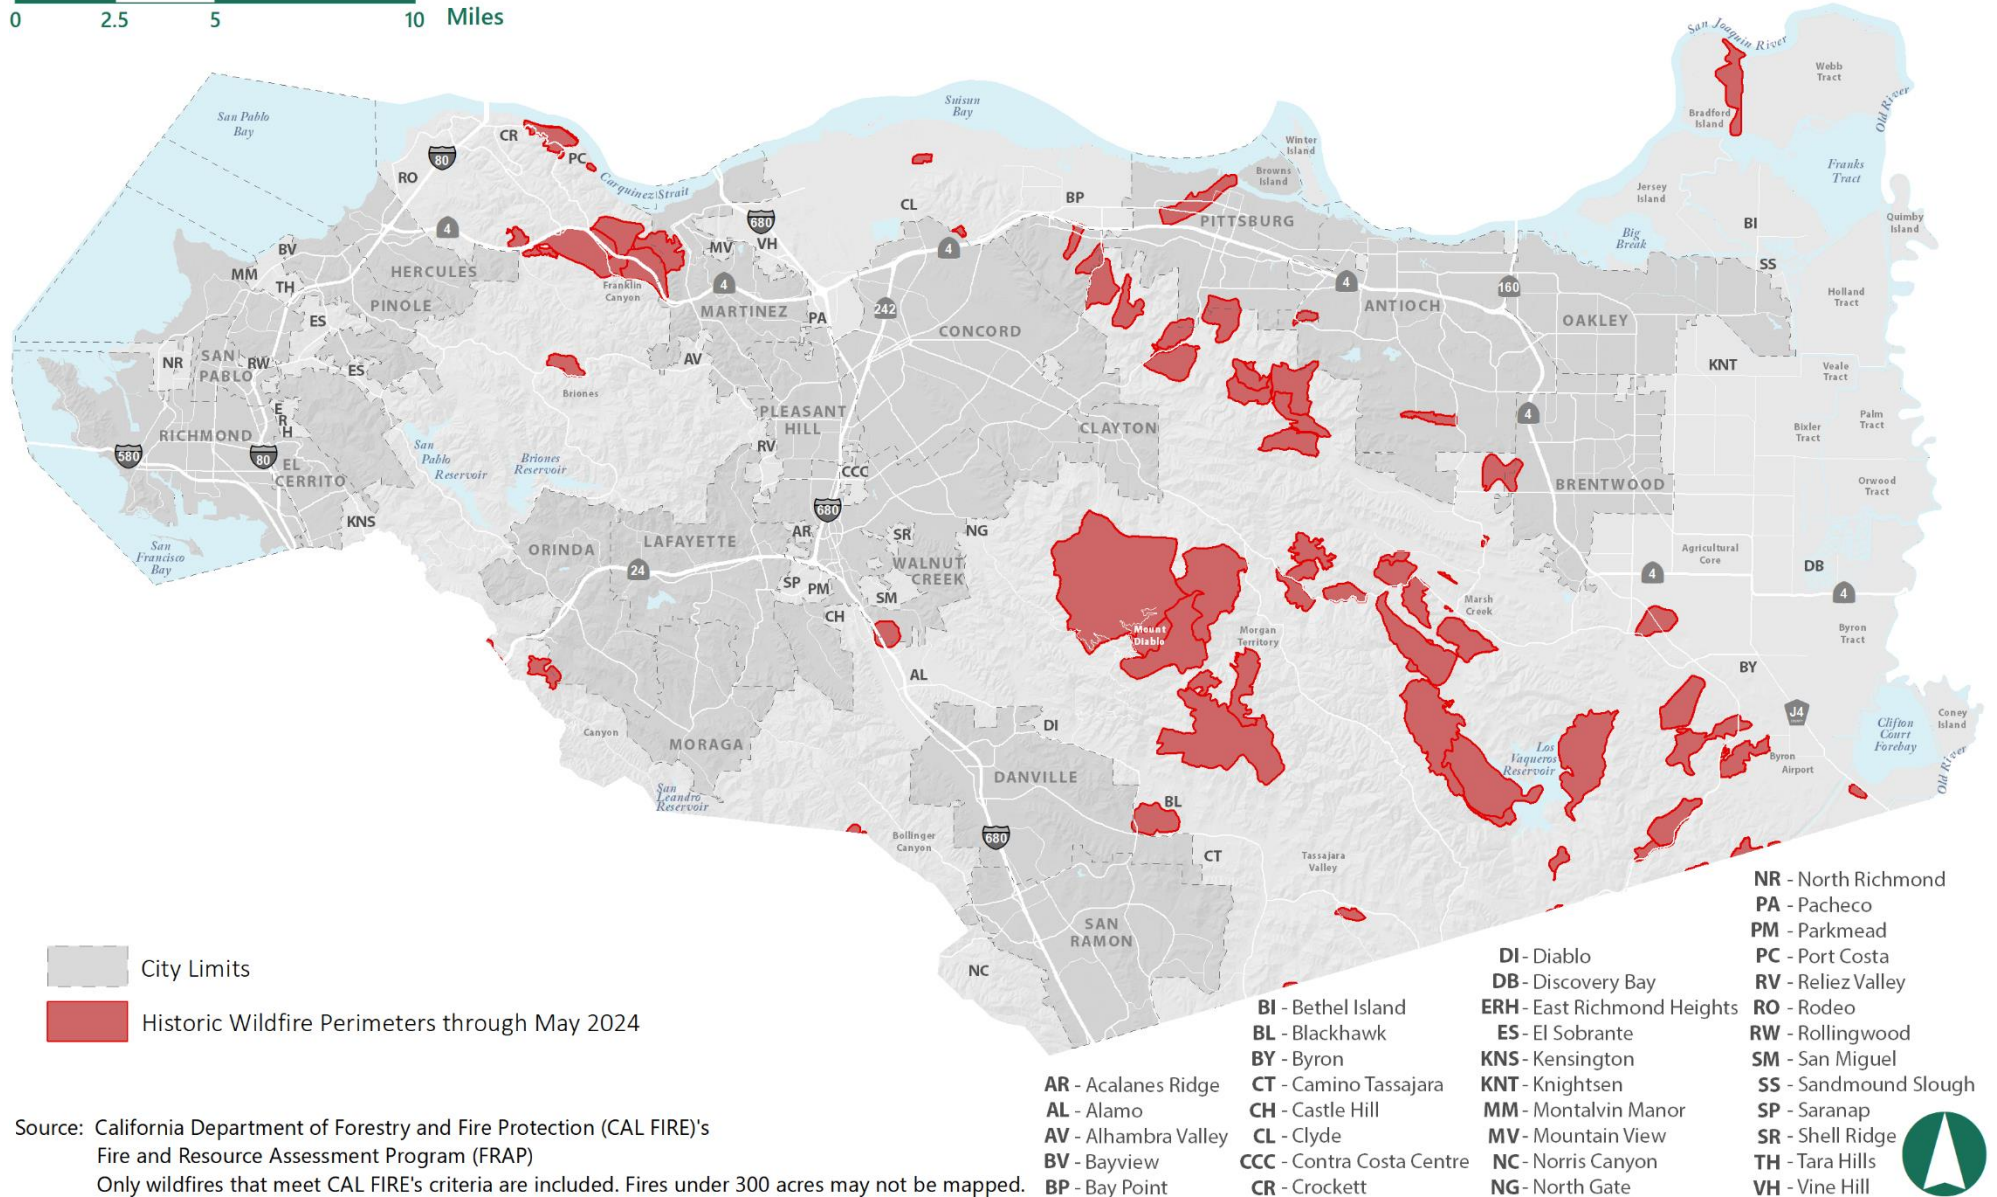 0 2.5 5 10 Miles
San Joaquin River
Webb
Tract
Old River
Bradford
Island
San Pablo
Bay
Suisun
Bay
CR
PC
80
RO
Carquinez Strait
Winter
Island
Browns
Island
Franks
Tract
Jersey
Island
BP
CL
PITTSBURG
BI
Quimby
Island
Big
Break
4
680
MV
VH
4
BV
MM
TH
HERCULES
PINOLE
Franklin
Canyon
4
MARTINEZ
PA
242
CONCORD
4
ANTIOCH
160
OAKLEY
SS
Holland
Tract
ES
NR
SAN
PABLO
RW
ES
AV
Briones
KNT
Veale
Tract
E
R
H
RICHMOND
580
80
EL
CERRITO
San
Pablo
Reservoir
Briones
Reservoir
PLEASANT
HILL
RV
CCC
CLAYTON
4
BRENTWOOD
Bixler
Tract
Palm
Tract
Orwood
Tract
KNS
San
Francisco
Bay
ORINDA
LAFAYETTE
24
680
AR
SR
NG
WALNUT
CREEK
SP
PM
SM
CH
Agricultural
Core
4
DB
4
Marsh
Creek
Byron
Tract
Mount
Diablo
Morgan
Territory
AL
BY
J4
Clifton
Court
Forebay
Coney
Island
Old River
Canyon
MORAGA
DI
DANVILLE
Los
Vaqueros
Reservoir
Byron
Airport
San
Leandro
Reservoir
BL
680
Bollinger
Canyon
CT
Tassajara
Valley
SAN
RAMON
NC
City Limits
Historic Wildfire Perimeters through May 2024
AR - Acalanes Ridge
AL - Alamo
AV - Alhambra Valley
BV - Bayview
BP - Bay Point
BI - Bethel Island
BL - Blackhawk
BY - Byron
CT - Camino Tassajara
CH - Castle Hill
CL - Clyde
CCC - Contra Costa Centre
CR - Crockett
DI - Diablo
DB - Discovery Bay
ERH - East Richmond Heights
ES - El Sobrante
KNS - Kensington
KNT - Knightsen
MM - Montalvin Manor
MV - Mountain View
NC - Norris Canyon
NG - North Gate
NR - North Richmond
PA - Pacheco
PM - Parkmead
PC - Port Costa
RV - Reliez Valley
RO - Rodeo
RW - Rollingwood
SM - San Miguel
SS - Sandmound Slough
SP - Saranap
SR - Shell Ridge
TH - Tara Hills
VH - Vine Hill
Source: California Department of Forestry and Fire Protection (CAL FIRE)'s
Fire and Resource Assessment Program (FRAP)
Only wildfires that meet CAL FIRE's criteria are included. Fires under 300 acres may not be mapped.